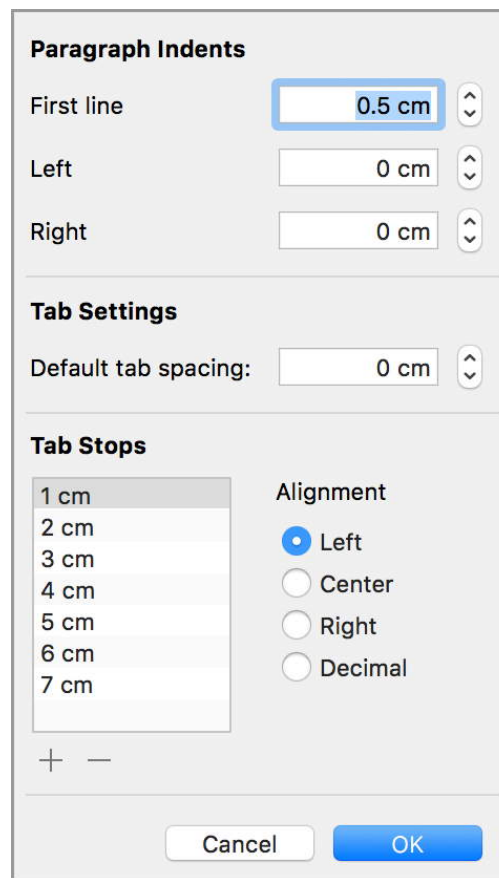 Paragraph Indents
First line 0.5 cm
Left 0 cm
Right 0 cm
Tab Settings
Default tab spacing: 0 cm
Tab Stops
1 cm
2 cm
3 cm
4 cm
5 cm
6 cm
7 cm
Alignment
Left
Center
Right
Decimal
Cancel OK